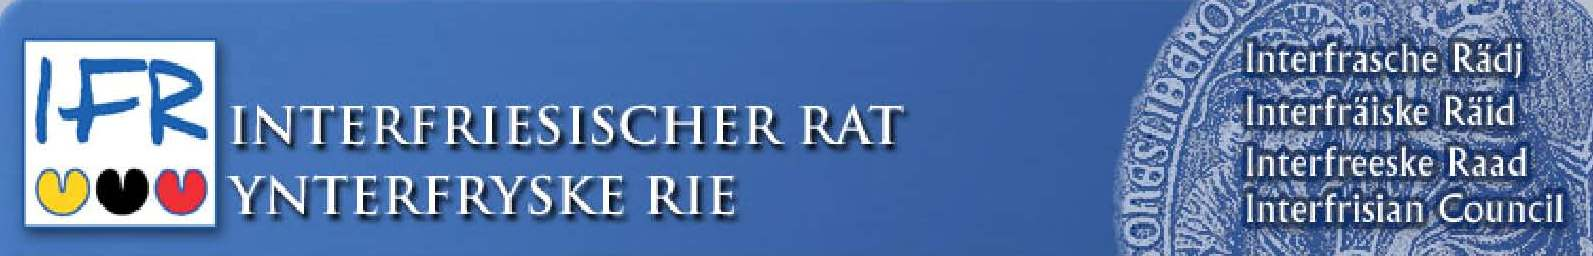 IFR
INTERFRIESISCHER RAT
YNTERFRYSKE RIE
Interfrasche Rädj
Interfräiske Räid
Interfreeske Raad
Interfrisian Council